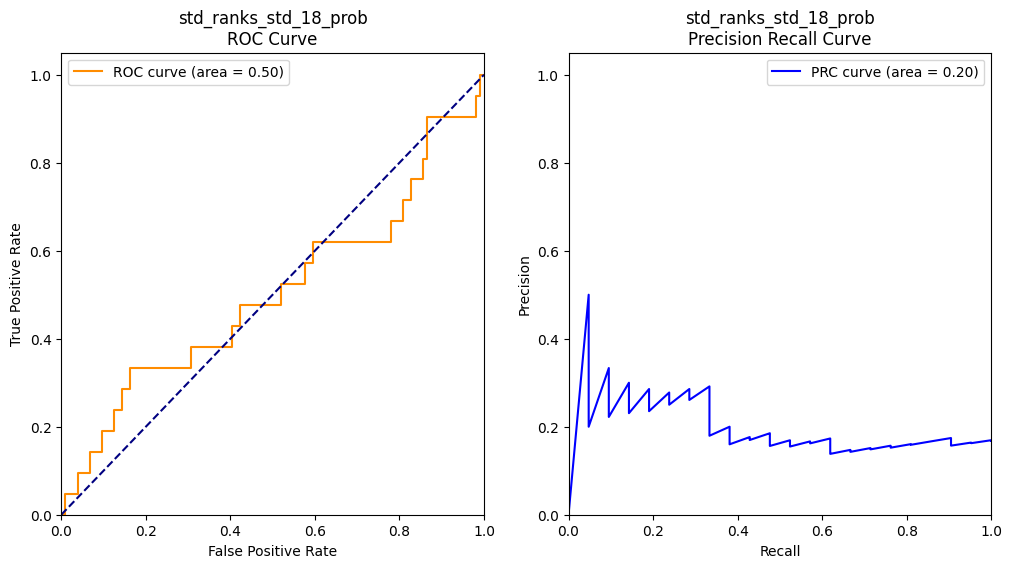 std_ranks_std_18_prob
ROC Curve
ROC curve (area = 0.50)
1.0
0.8
0.6
0.4
0.2
0.0
True Positive Rate
0.0 0.2 0.4 0.6 0.8 1.0
False Positive Rate
std_ranks_std_18_prob
Precision Recall Curve
PRC curve (area = 0.20)
1.0
0.8
0.6
0.4
0.2
0.0
Precision
0.0 0.2 0.4 0.6 0.8 1.0
Recall